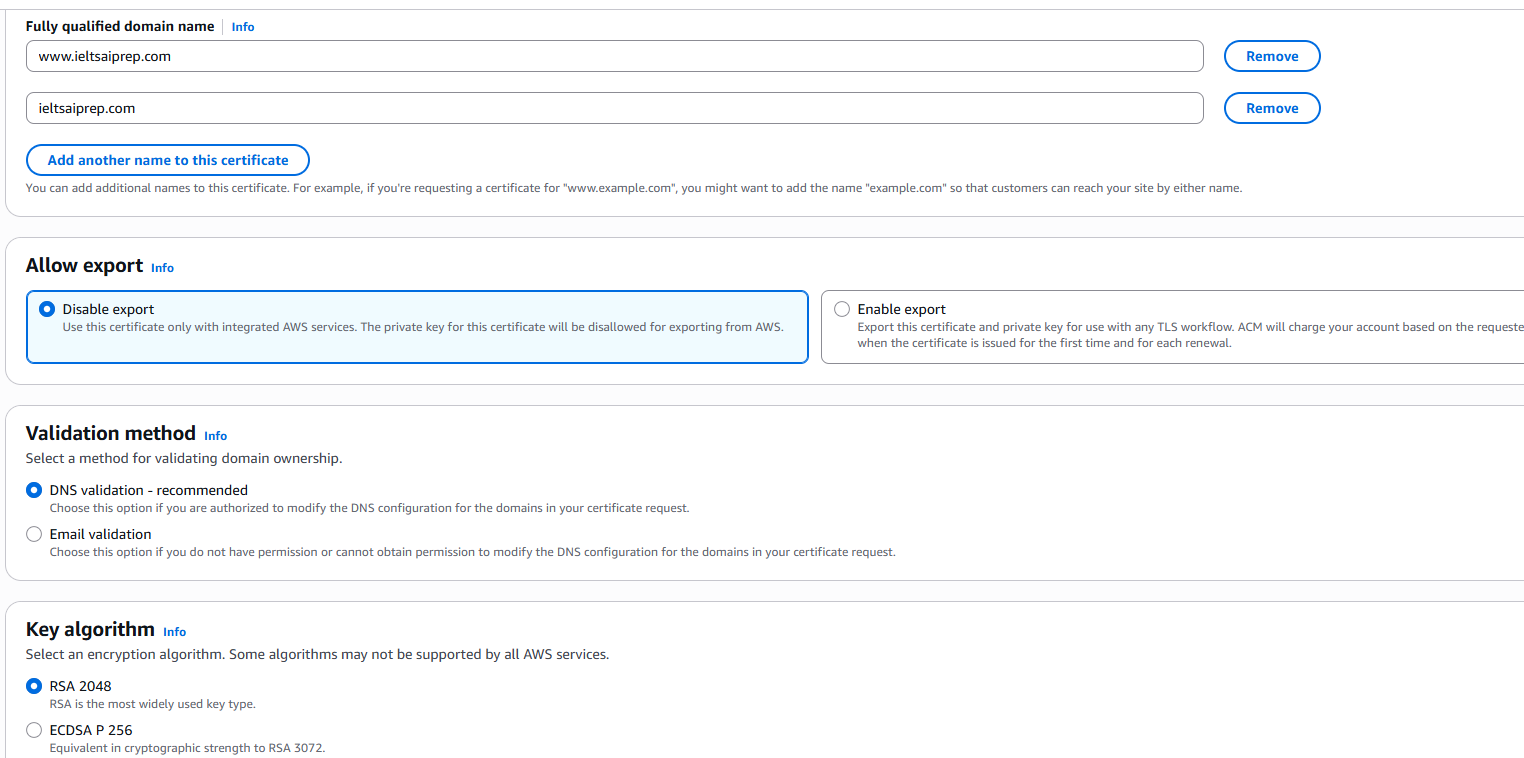 Fully qualified domain name Info
www.ieltsaiprep.com Remove
ieltsaiprep.com Remove
Add another name to this certificate
You can add additional names to this certificate. For example, if you're requesting a certificate for "www.example.com", you might want to add the name "example.com" so that customers can reach your site by either name.
Allow export Info
Disable export
Use this certificate only with integrated AWS services. The private key for this certificate will be disallowed for exporting from AWS.
Enable export
Export this certificate and private key for use with any TLS workflow. ACM will charge your account based on the requeste
when the certificate is issued for the first time and for each renewal.
Validation method Info
Select a method for validating domain ownership.
DNS validation - recommended
Choose this option if you are authorized to modify the DNS configuration for the domains in your certificate request.
Email validation
Choose this option if you do not have permission or cannot obtain permission to modify the DNS configuration for the domains in your certificate request.
Key algorithm Info
Select an encryption algorithm. Some algorithms may not be supported by all AWS services.
RSA 2048
RSA is the most widely used key type.
ECDSA P 256
Equivalent in cryptographic strength to RSA 3072.